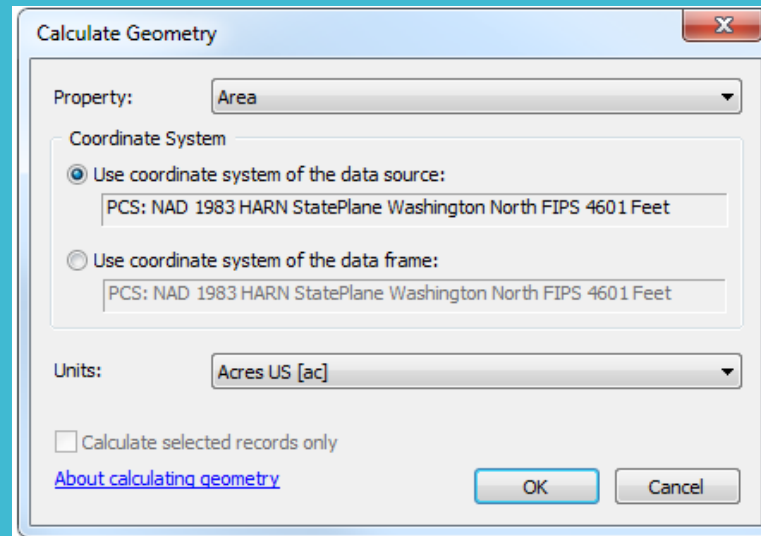 Calculate Geometry
Property:
Area
Coordinate System
Use coordinate system of the data source:
PCS: NAD 1983 HARN StatePlane Washington North FIPS 4601 Feet
Use coordinate system of the data frame:
PCS: NAD 1983 HARN StatePlane Washington North FIPS 4601 Feet
Units:
Acres US [ac]
Calculate selected records only
About calculating geometry
OK
Cancel